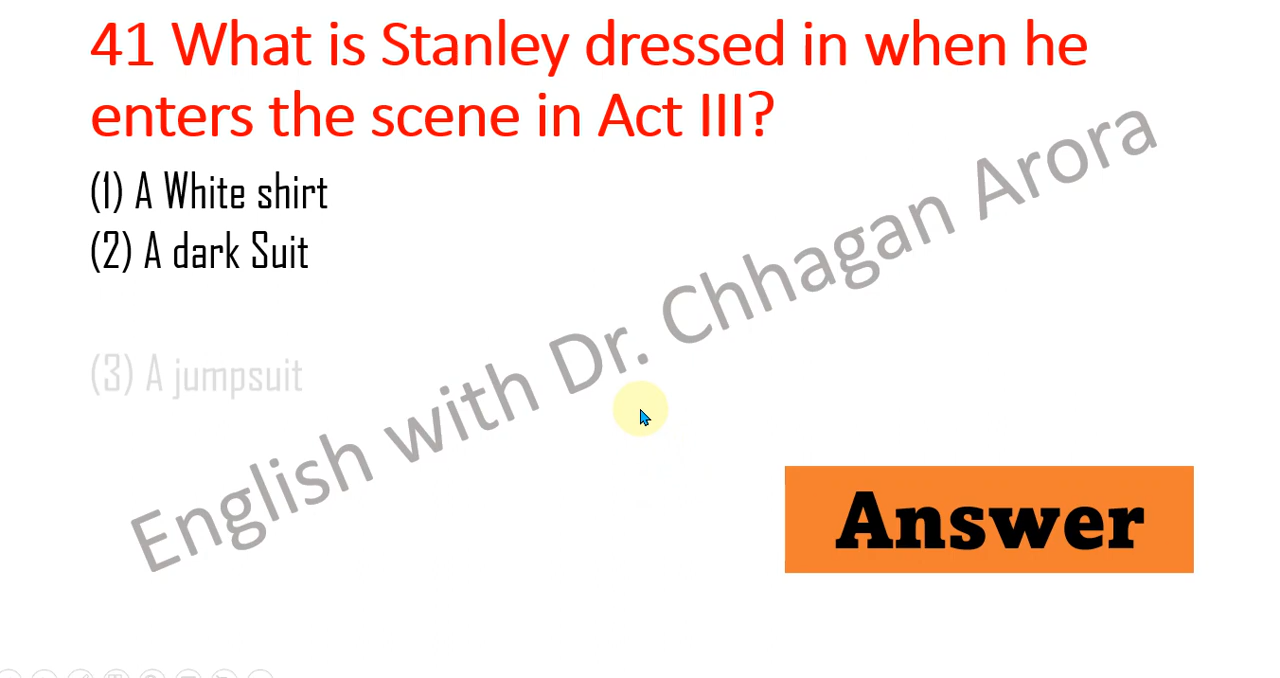 41 What is Stanley dressed in when he
enters the scene in Act III?
(1) A White shirt
(2) A dark Suit
(3) A jumpsuit
English with Dr. Chhagan Arora
Answer